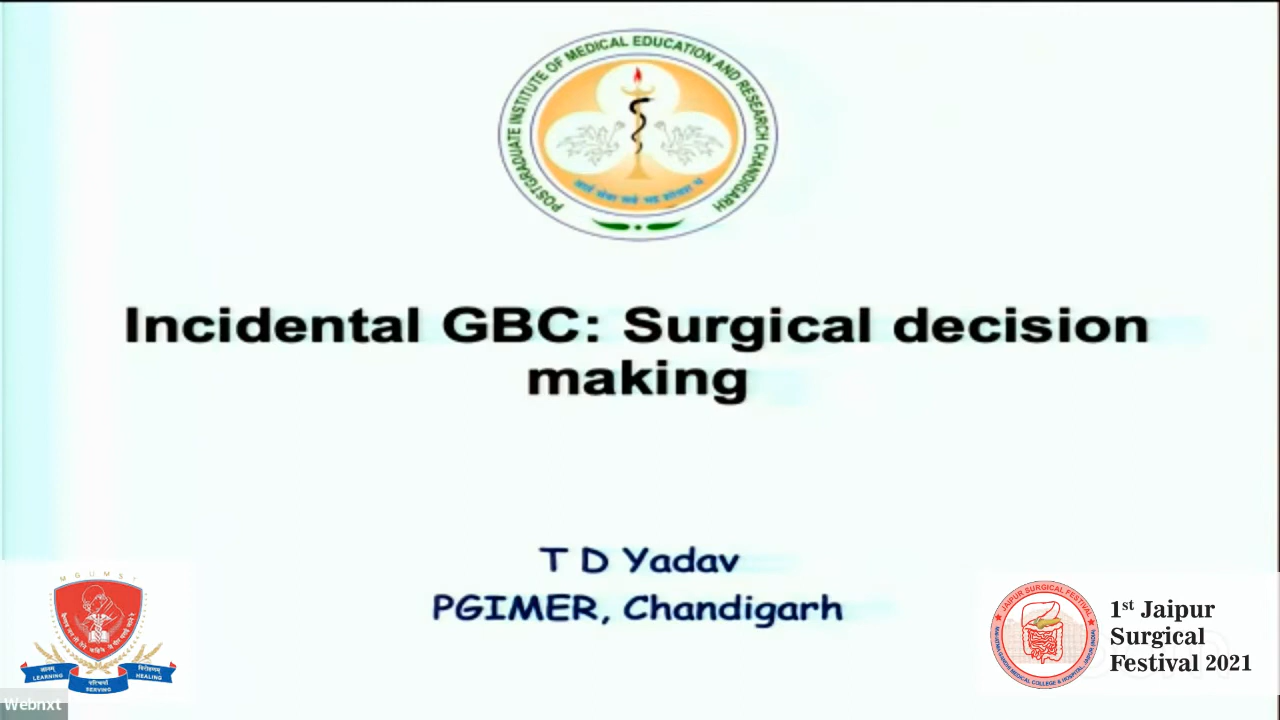 POSTGRADUATE INSTITUTE OF MEDICAL EDUCATION AND RESEARCH CHANDIGARH
Incidental GBC: Surgical decision
making
T D Yadav
PGIMER, Chandigarh
MGUMST
LEARNING
SERVING
HEALING
Webnxt
JAIPUR SURGICAL FESTIVAL
1st Jaipur
Surgical
Festival 2021